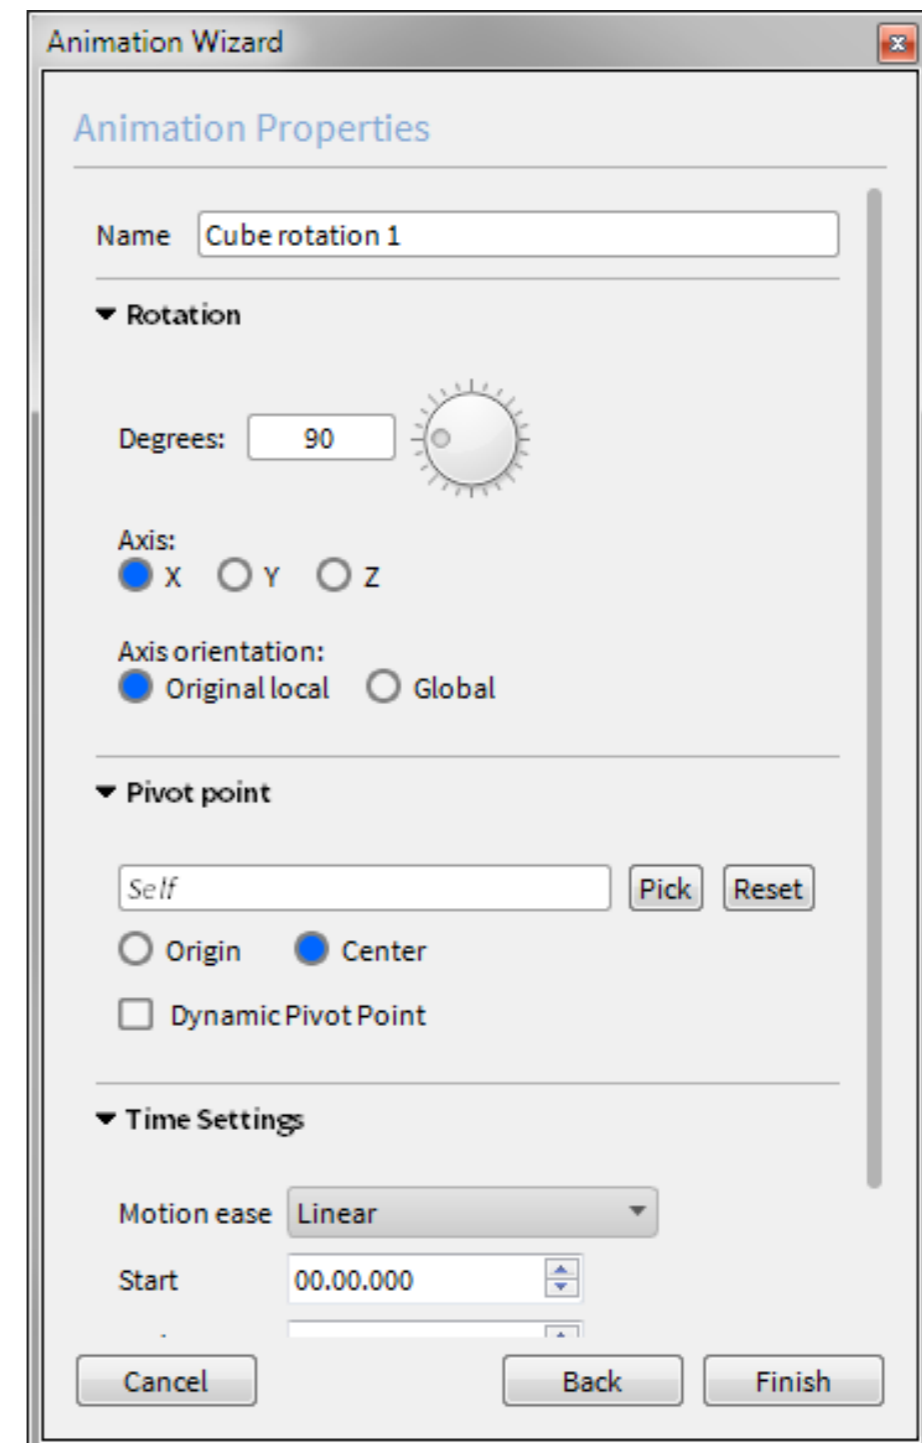 Animation Wizard
Animation Properties
Name Cube rotation 1
Rotation
Degrees: 90
Axis:
X Y Z
Axis orientation:
Original local Global
Pivot point
Self Pick Reset
Origin Center
Dynamic Pivot Point
Time Settings
Motion ease Linear
Start 00.00.000
Cancel Back Finish